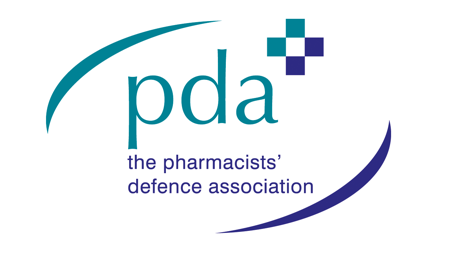 pda
the pharmacists’
defence association